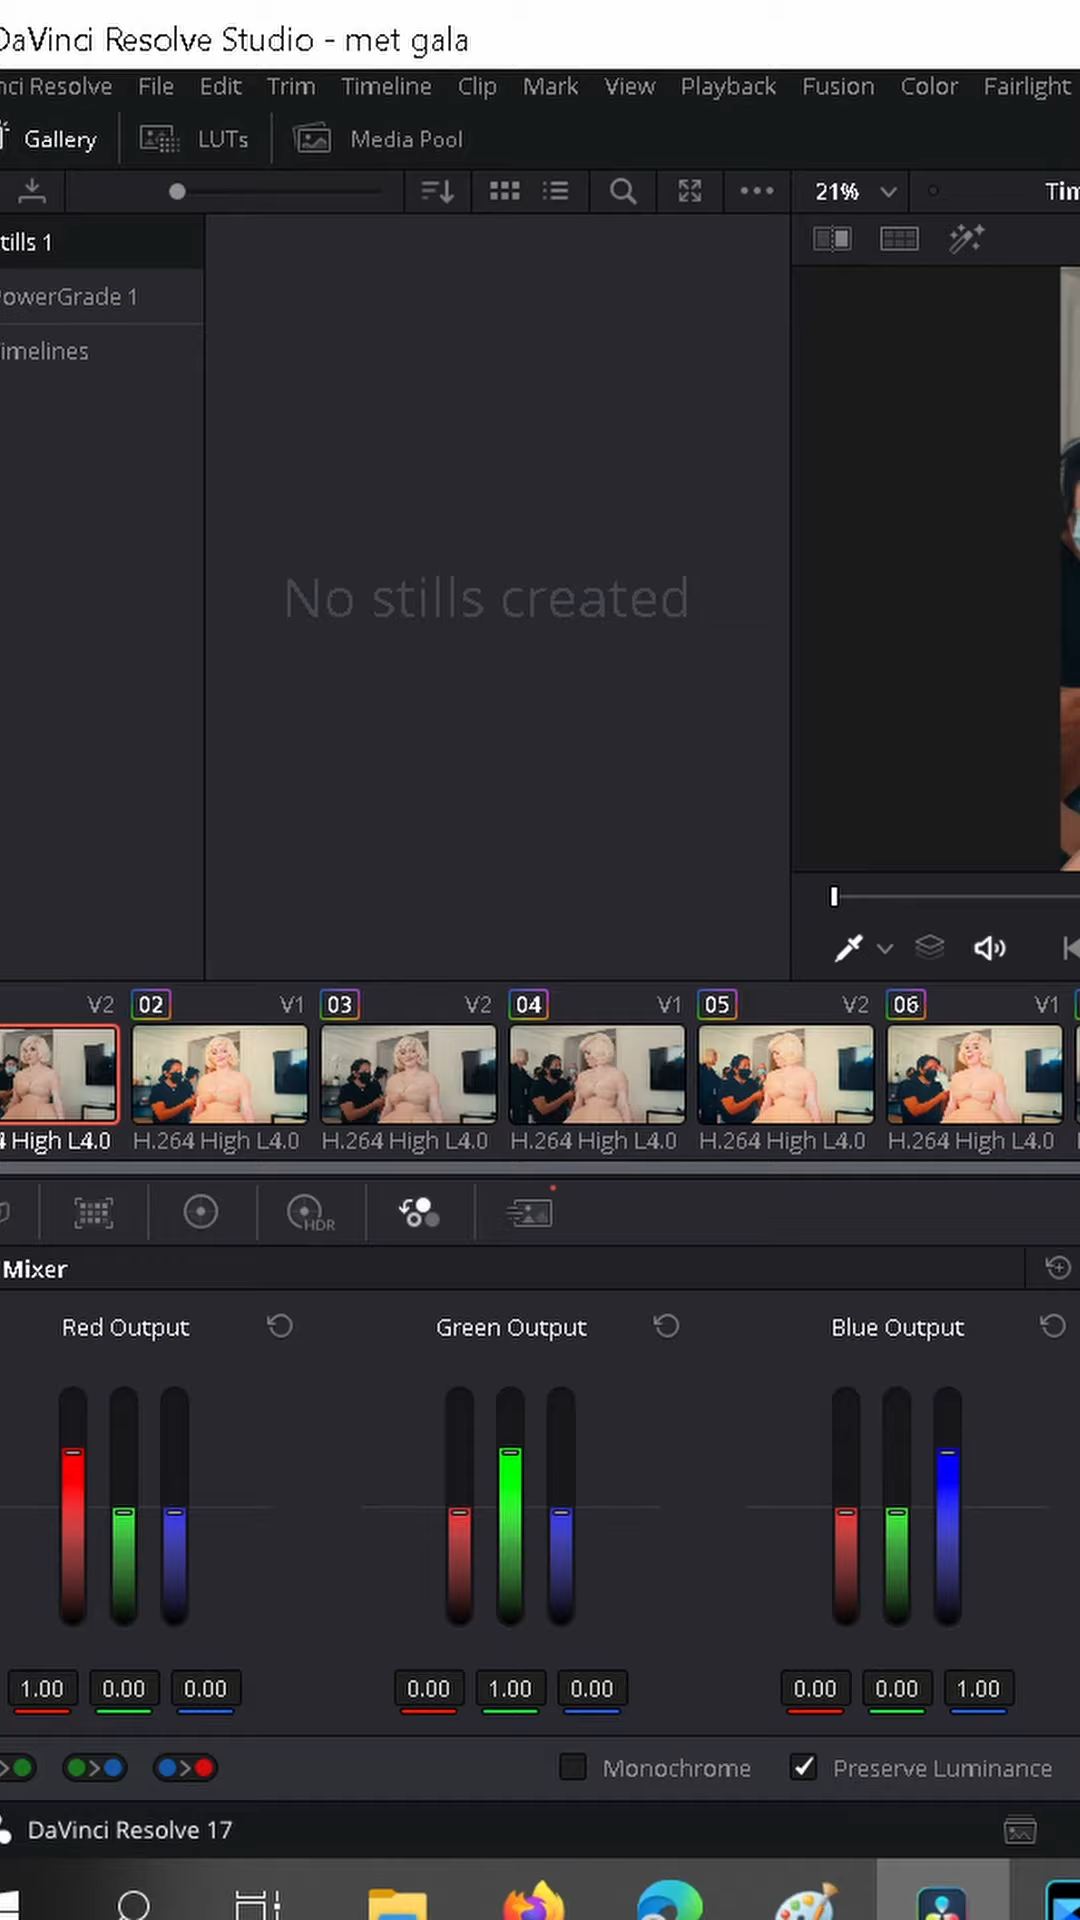 DaVinci Resolve Studio - met gala
nci Resolve File Edit Trim Timeline Clip Mark View Playback Fusion Color Fairlight
Gallery LUTs Media Pool
21% Tim
tills 1
PowerGrade 1
imelines
No stills created
V2 02 V1 03 V2 04 V1 05 V2 06 V1
High L4.0 H.264 High L4.0 H.264 High L4.0 H.264 High L4.0 H.264 High L4.0 H.264 High L4.0
HDR
Mixer
Red Output Green Output Blue Output
1.00 0.00 0.00 0.00 1.00 0.00 0.00 0.00 1.00
Monochrome Preserve Luminance
DaVinci Resolve 17